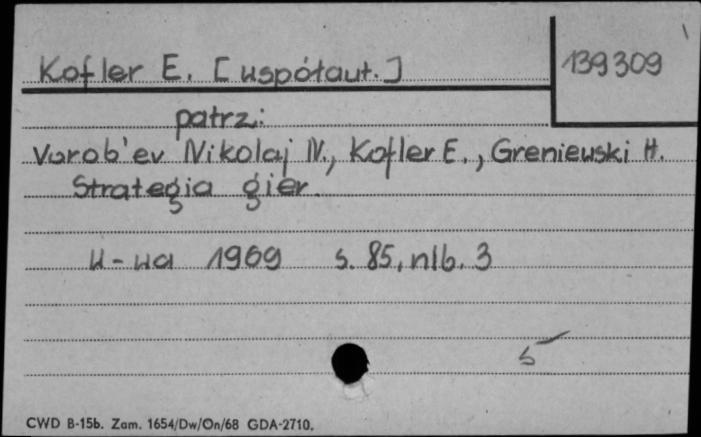 Kofler E. [współaut.]
139309
patrz:
Vorob'ev Nikolaj N., Kofler E., Greniewski H.
Strategia gier.
W-wa 1969 s. 85, nlb. 3
5
CWD B-15b. Zam. 1654/Dw/On/68 GDA-2710.